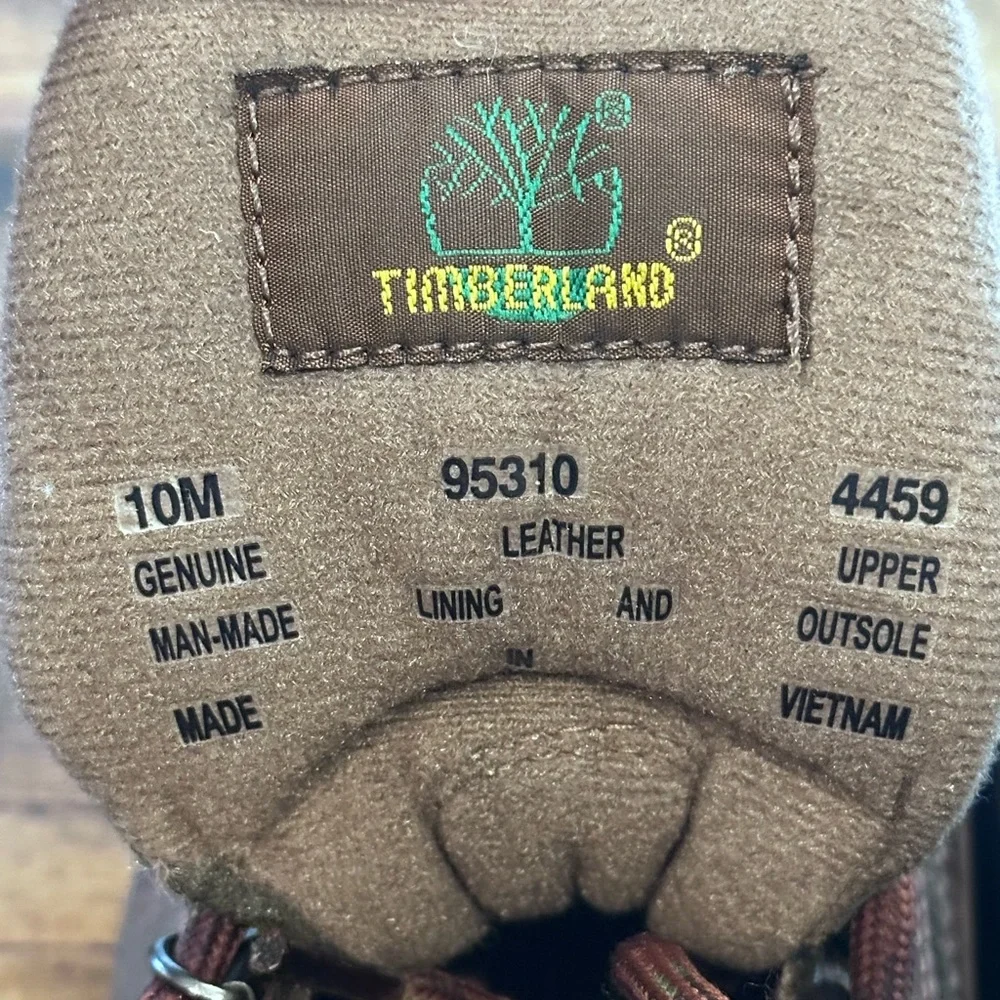 ®
TIMBERLAND ®
10M 95310 4459
GENUINE LEATHER UPPER
MAN-MADE LINING AND OUTSOLE
MADE IN VIETNAM